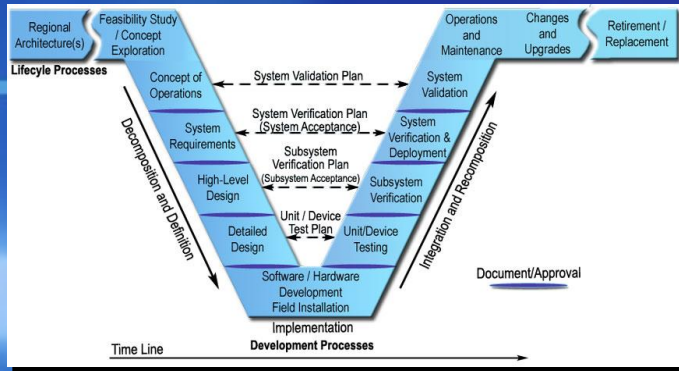 Regional
Architecture(s)
Feasibility Study
/ Concept
Exploration
Operations
and
Maintenance
Changes
and
Upgrades
Retirement /
Replacement
Lifecyle Processes
Concept of
Operations
System Validation Plan
System
Validation
System
Requirements
System Verification Plan
(System Acceptance)
System
Verification &
Deployment
High-Level
Design
Subsystem
Verification Plan
(Subsystem Acceptance)
Subsystem
Verification
Detailed
Design
Unit / Device
Test Plan
Unit/Device
Testing
Decomposition and Definition
Integration and Recomposition
Software / Hardware
Development
Field Installation
Document/Approval
Implementation
Development Processes
Time Line